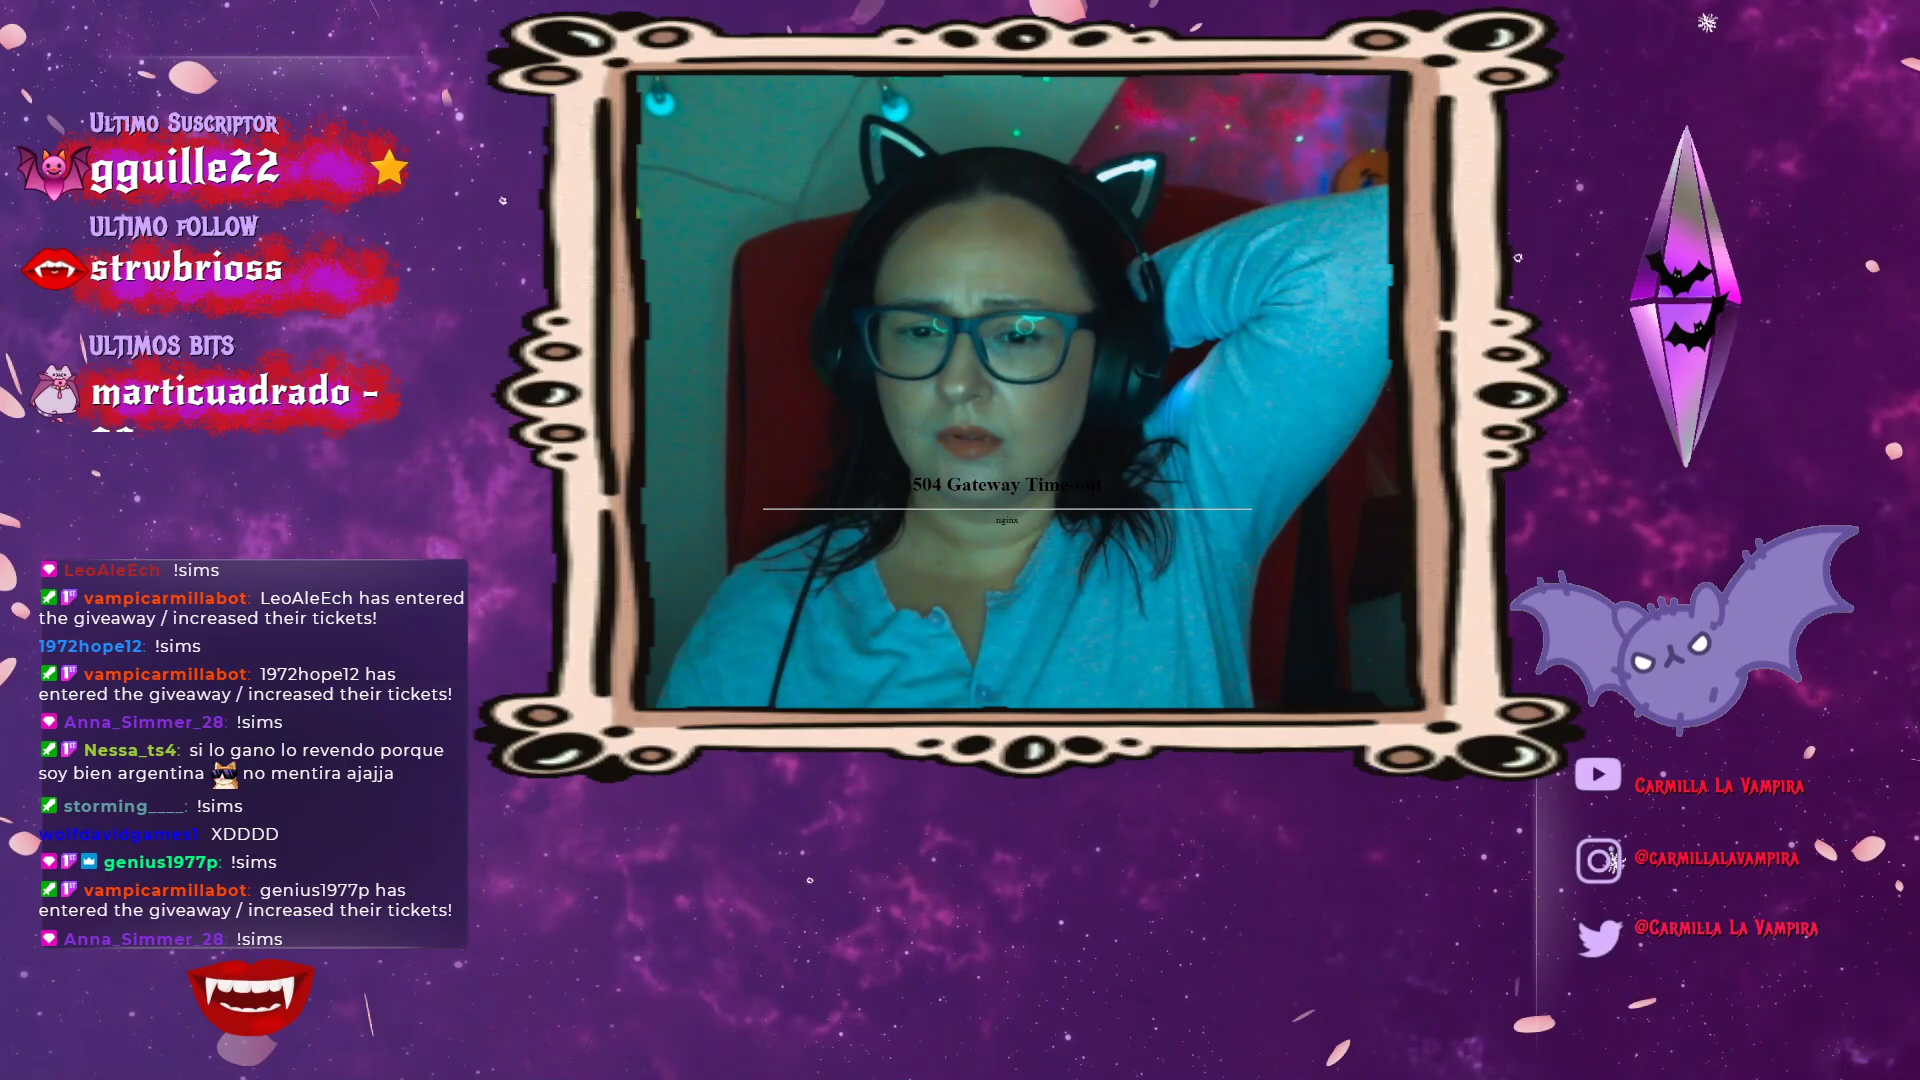 Ultimo Suscriptor
gguille22
ULTIMO FOLLOW
strwbrioss
ULTIMOS BITS
marticuadrado -
504 Gateway Time-out
nginx
LeoAleEch !sims
vampicarmillabot: LeoAleEch has entered
the giveaway / increased their tickets!
1972hope12: !sims
vampicarmillabot: 1972hope12 has
entered the giveaway / increased their tickets!
Anna_Simmer_28: !sims
Nessa_ts4: si lo gano lo revendo porque
soy bien argentina no mentira ajajja
storming____: !sims
wolfdavidgames1 XDDDD
genius1977p: !sims
vampicarmillabot: genius1977p has
entered the giveaway / increased their tickets!
Anna_Simmer_28: !sims
Carmilla La Vampira
@carmillalavampira
@Carmilla La Vampira